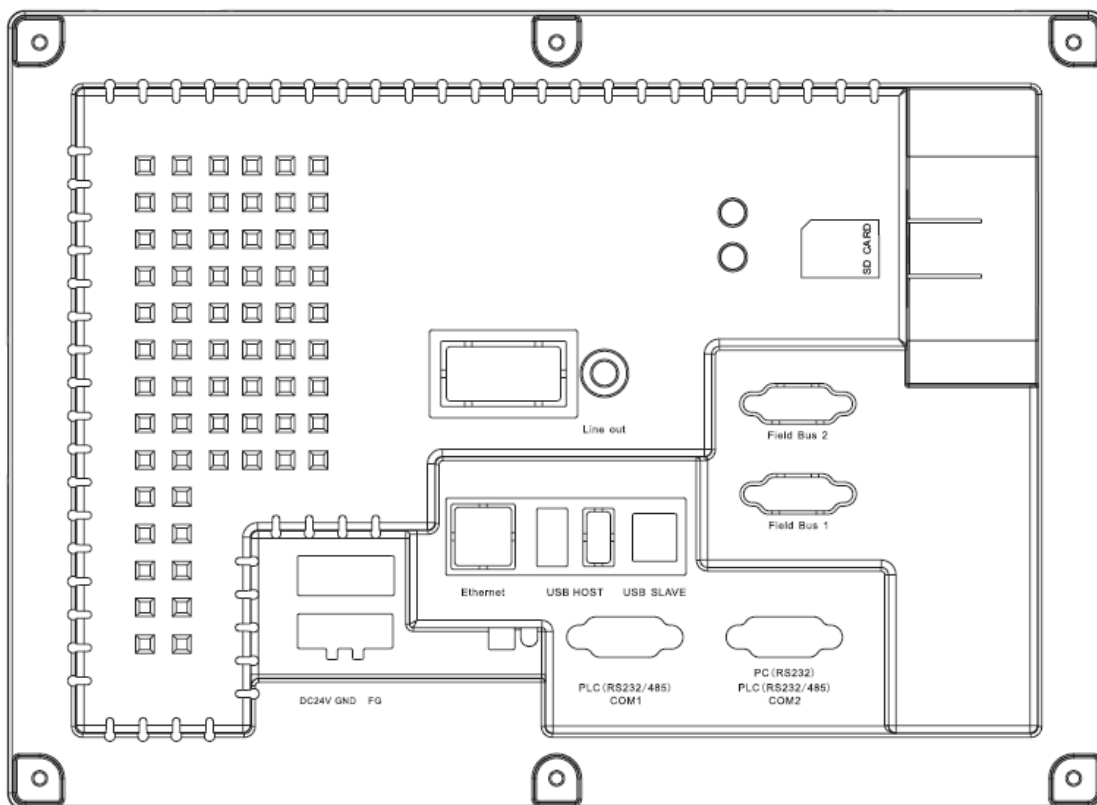 SD CARD
Line out
Field Bus 2
Field Bus 1
Ethernet
USB HOST
USB SLAVE
PLC(RS232/485)
COM1
PC(RS232)
PLC(RS232/485)
COM2
DC24V GND FG